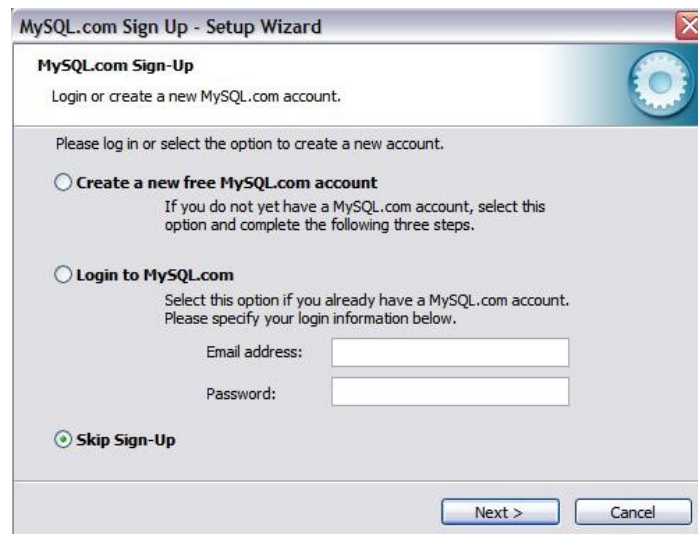 MySQL.com Sign Up - Setup Wizard
MySQL.com Sign-Up
Login or create a new MySQL.com account.
Please log in or select the option to create a new account.
Create a new free MySQL.com account
If you do not yet have a MySQL.com account, select this
option and complete the following three steps.
Login to MySQL.com
Select this option if you already have a MySQL.com account.
Please specify your login information below.
Email address:
Password:
Skip Sign-Up
Next > Cancel